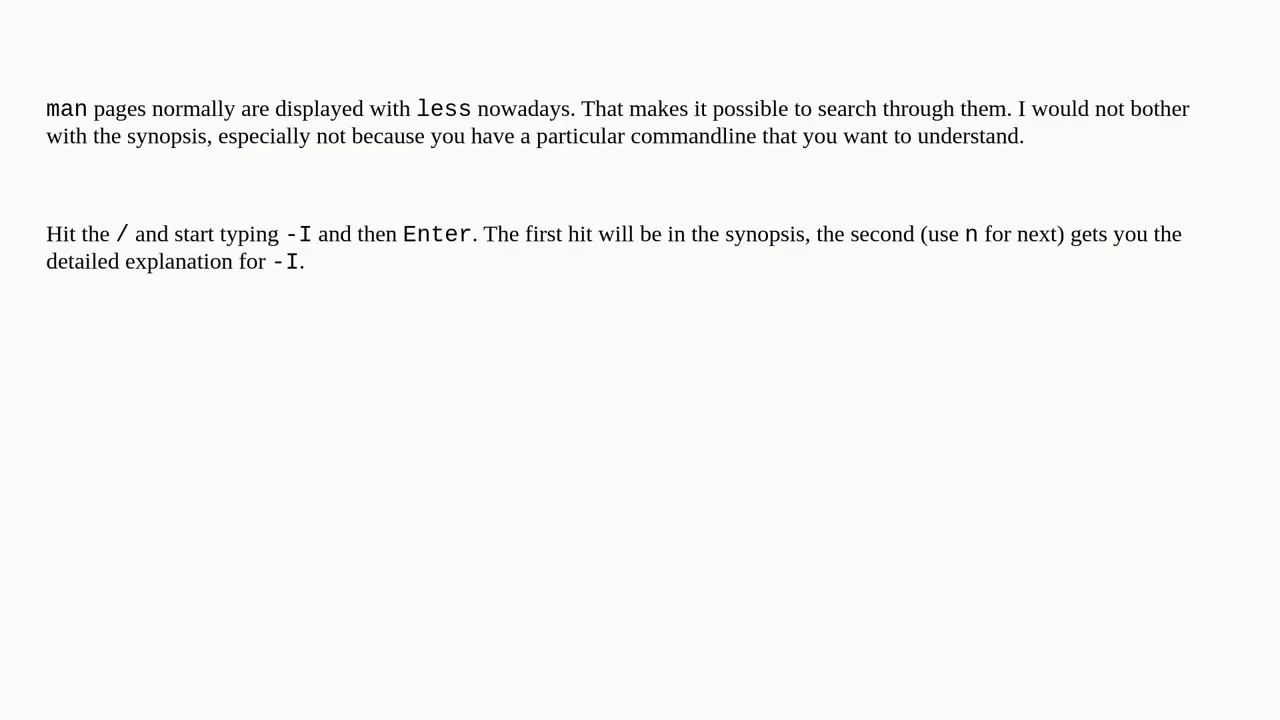 man pages normally are displayed with less nowadays. That makes it possible to search through them. I would not bother
with the synopsis, especially not because you have a particular commandline that you want to understand.
Hit the / and start typing -I and then Enter. The first hit will be in the synopsis, the second (use n for next) gets you the
detailed explanation for -I.